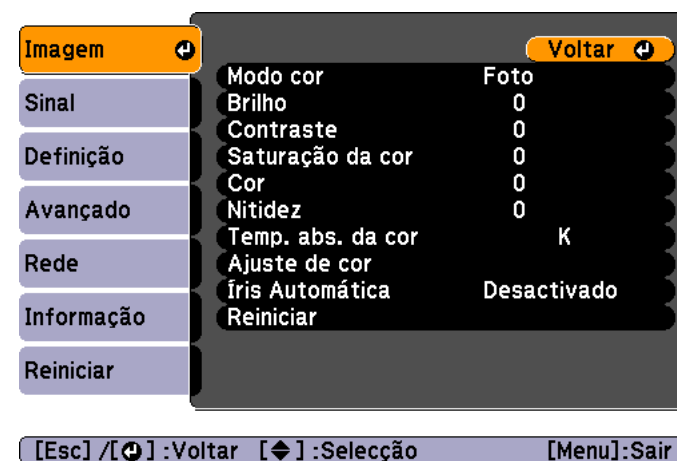 Imagem
Sinal
Definição
Avançado
Rede
Informação
Reiniciar
Voltar
Modo cor Foto
Brilho 0
Contraste 0
Saturação da cor 0
Cor 0
Nitidez 0
Temp. abs. da cor K
Ajuste de cor
Íris Automática Desactivado
Reiniciar
[Esc] /[ ] :Voltar [ ] :Selecção [Menu]:Sair